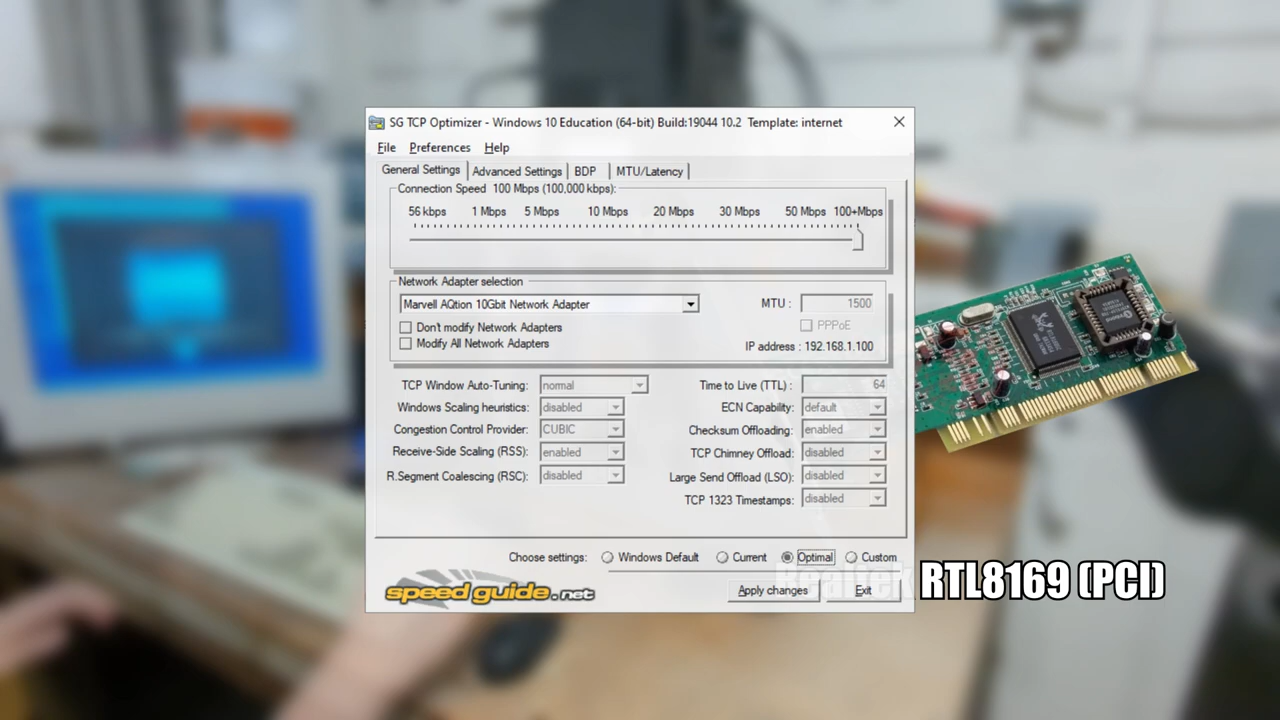 SG TCP Optimizer - Windows 10 Education (64-bit) Build:19044 10.2 Template: internet
File Preferences Help
General Settings Advanced Settings BDP MTU/Latency
Connection Speed 100 Mbps (100,000 kbps):
56 kbps 1 Mbps 5 Mbps 10 Mbps 20 Mbps 30 Mbps 50 Mbps 100+Mbps
Network Adapter selection
Marvell AQtion 10Gbit Network Adapter MTU : 1500
Don't modify Network Adapters PPPoE
Modify All Network Adapters IP address : 192.168.1.100
TCP Window Auto-Tuning: normal Time to Live (TTL) : 64
Windows Scaling heuristics: disabled ECN Capability: default
Congestion Control Provider: CUBIC Checksum Offloading: enabled
Receive-Side Scaling (RSS): enabled TCP Chimney Offload: disabled
R.Segment Coalescing (RSC): disabled Large Send Offload (LSO): disabled
TCP 1323 Timestamps: disabled
Choose settings: Windows Default Current Optimal Custom
speed guide.net Apply changes Exit
Realtek RTL8169 (PCI)